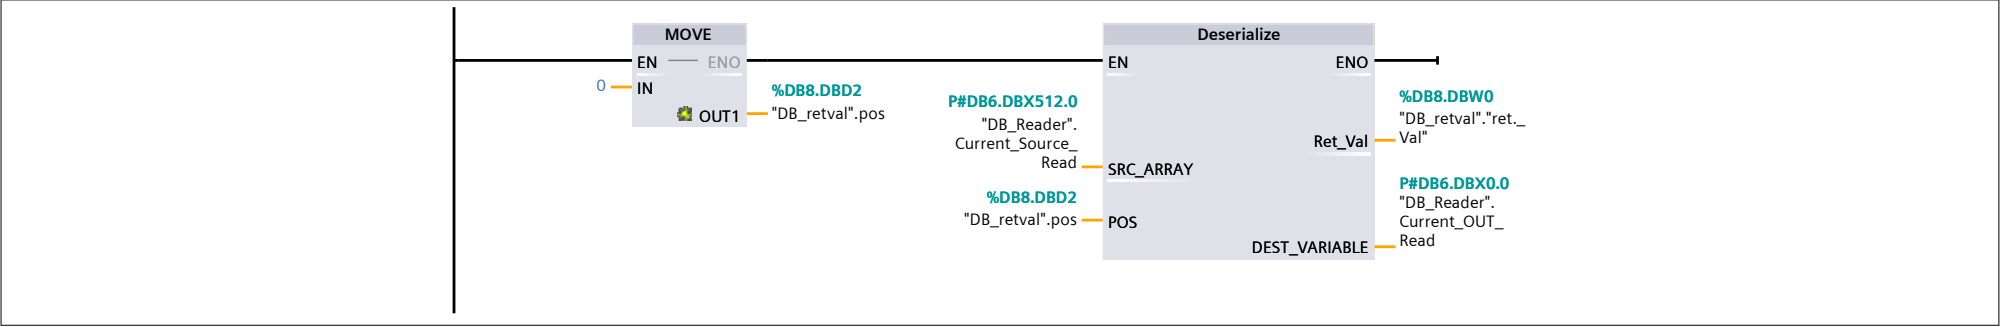 MOVE
EN
ENO
0
IN
OUT1
%DB8.DBD2
"DB_retval".pos
Deserialize
EN
ENO
P#DB6.DBX512.0
"DB_Reader".
Current_Source_
Read
SRC_ARRAY
%DB8.DBD2
"DB_retval".pos
POS
Ret_Val
%DB8.DBW0
"DB_retval"."ret._
Val"
DEST_VARIABLE
P#DB6.DBX0.0
"DB_Reader".
Current_OUT_
Read